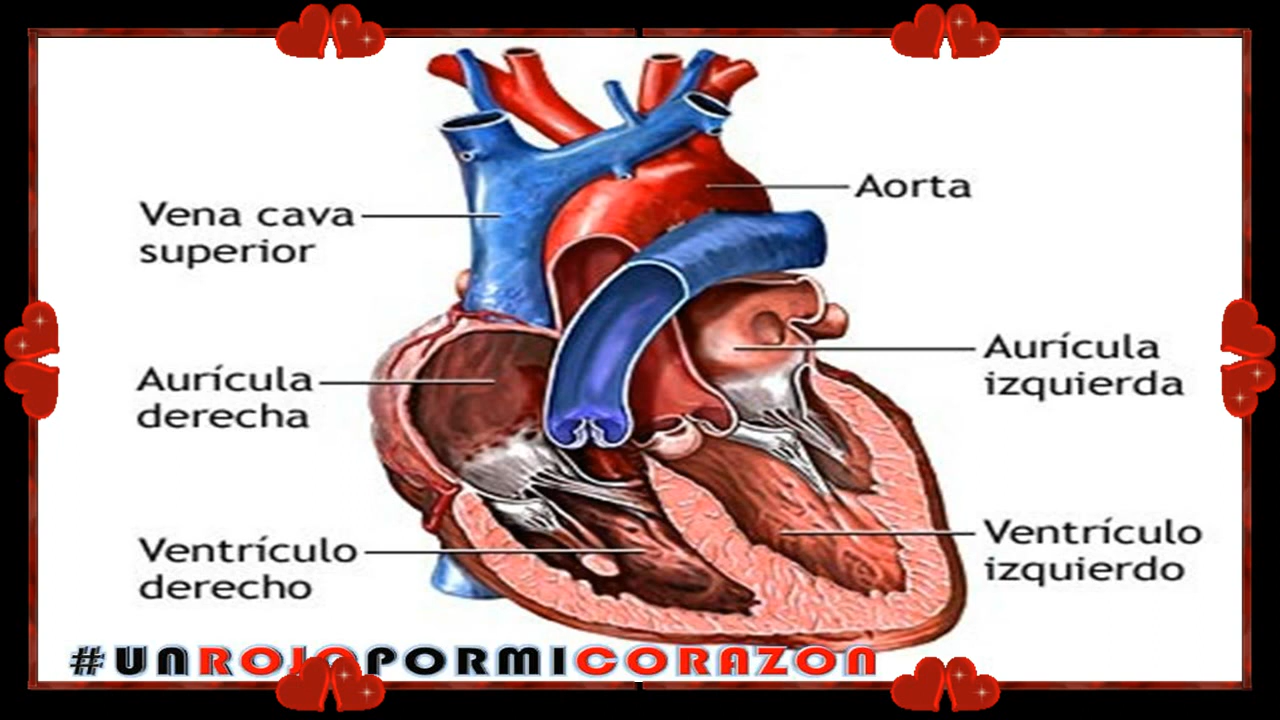 Aorta
Vena cava
superior
Aurícula
izquierda
Aurícula
derecha
Ventrículo
izquierdo
Ventrículo
derecho
#UNROJOPORMICORAZON